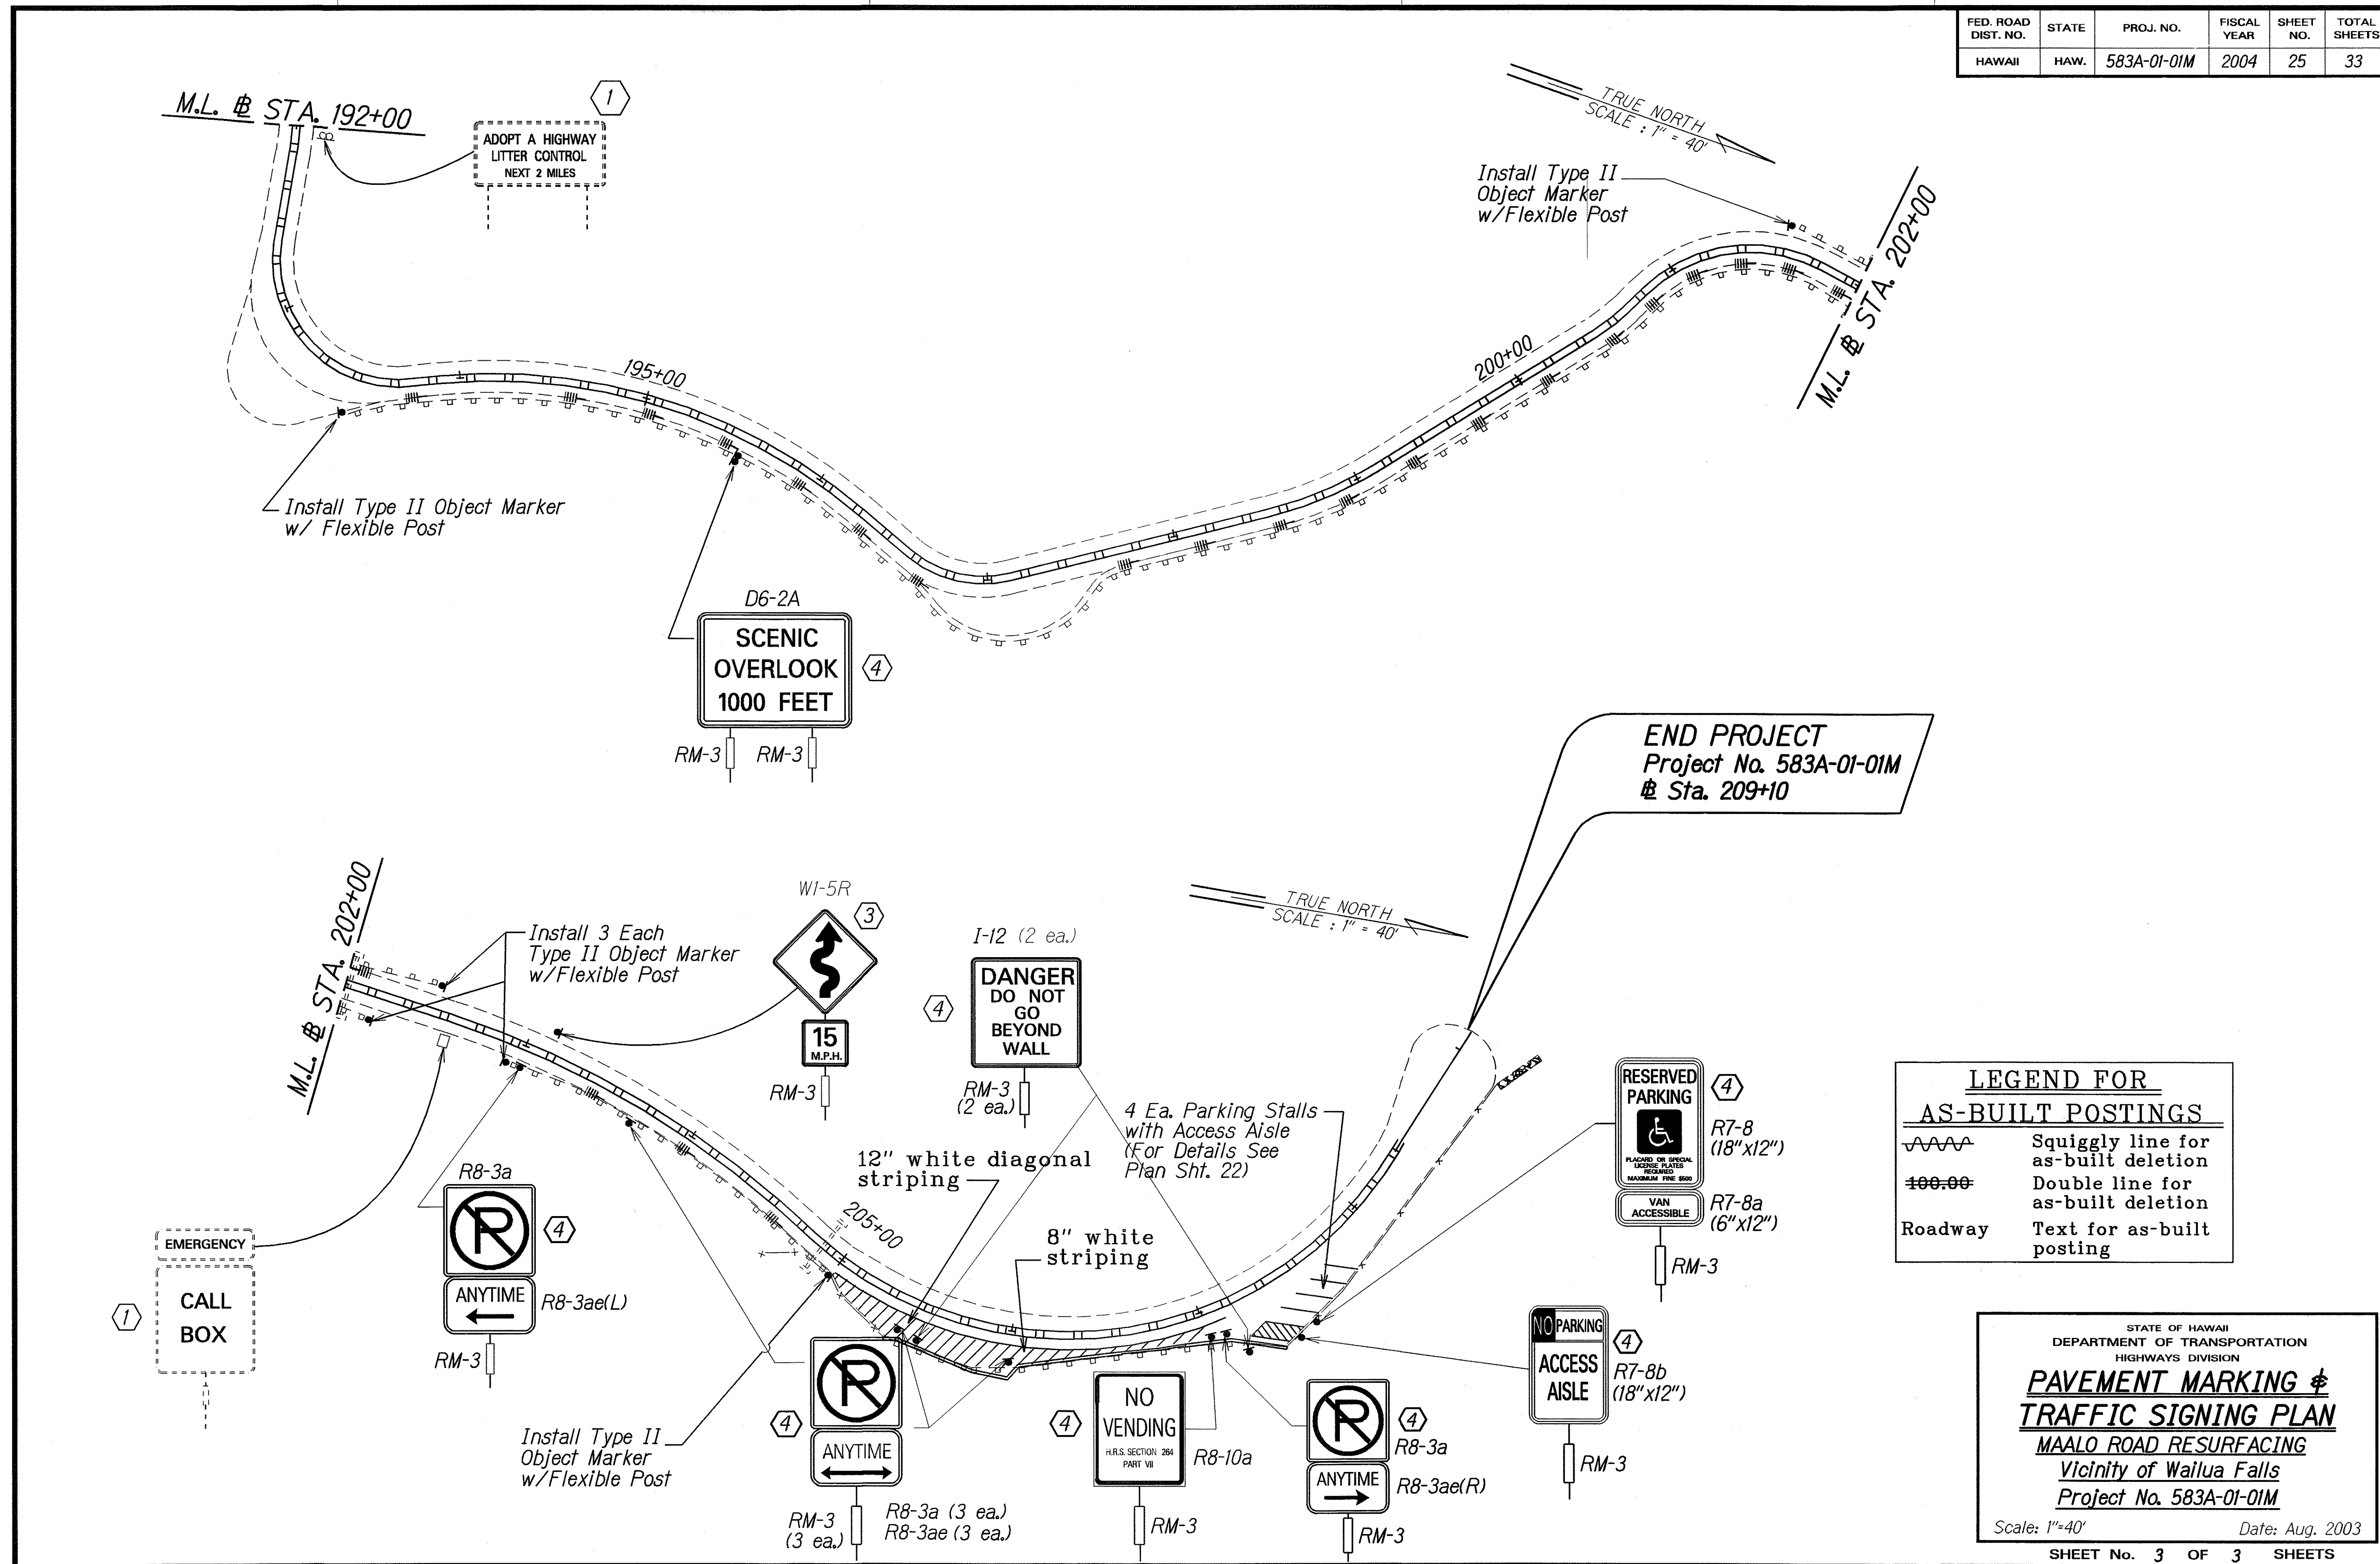 FED. ROAD DIST. NO.
STATE
PROJ. NO.
FISCAL YEAR
SHEET NO.
TOTAL SHEETS
HAWAII
HAW.
583A-01-01M
2004
25
33
M.L. ⅊ STA. 192+00
1
ADOPT A HIGHWAY
LITTER CONTROL
NEXT 2 MILES
TRUE NORTH
SCALE : 1" = 40'
Install Type II
Object Marker
w/Flexible Post
M.L. ⅊ STA. 202+00
195+00
200+00
Install Type II Object Marker
w/ Flexible Post
D6-2A
SCENIC
OVERLOOK
1000 FEET
4
RM-3
RM-3
END PROJECT
Project No. 583A-01-01M
⅊ Sta. 209+10
M.L. ⅊ STA. 202+00
Install 3 Each
Type II Object Marker
w/Flexible Post
W1-5R
3
15
M.P.H.
RM-3
I-12 (2 ea.)
4
DANGER
DO NOT
GO
BEYOND
WALL
RM-3
(2 ea.)
TRUE NORTH
SCALE : 1" = 40'
4 Ea. Parking Stalls
with Access Aisle
(For Details See
Plan Sht. 22)
12" white diagonal
striping
8" white
striping
205+00
RESERVED
PARKING
PLACARD OR SPECIAL
LICENSE PLATES
REQUIRED
MAXIMUM FINE $500
4
R7-8
(18"x12")
VAN
ACCESSIBLE
R7-8a
(6"x12")
RM-3
LEGEND FOR
AS-BUILT POSTINGS
Squiggly line for
as-built deletion
100.00
Double line for
as-built deletion
Roadway
Text for as-built
posting
R8-3a
P
4
ANYTIME
R8-3ae(L)
RM-3
EMERGENCY
1
CALL
BOX
Install Type II
Object Marker
w/Flexible Post
P
4
ANYTIME
RM-3
(3 ea.)
R8-3a (3 ea.)
R8-3ae (3 ea.)
4
NO
VENDING
H.R.S. SECTION 264
PART VII
R8-10a
RM-3
P
4
R8-3a
ANYTIME
R8-3ae(R)
RM-3
NO PARKING
ACCESS
AISLE
4
R7-8b
(18"x12")
RM-3
STATE OF HAWAII
DEPARTMENT OF TRANSPORTATION
HIGHWAYS DIVISION
PAVEMENT MARKING &
TRAFFIC SIGNING PLAN
MAALO ROAD RESURFACING
Vicinity of Wailua Falls
Project No. 583A-01-01M
Scale: 1"=40'
Date: Aug. 2003
SHEET No. 3 OF 3 SHEETS